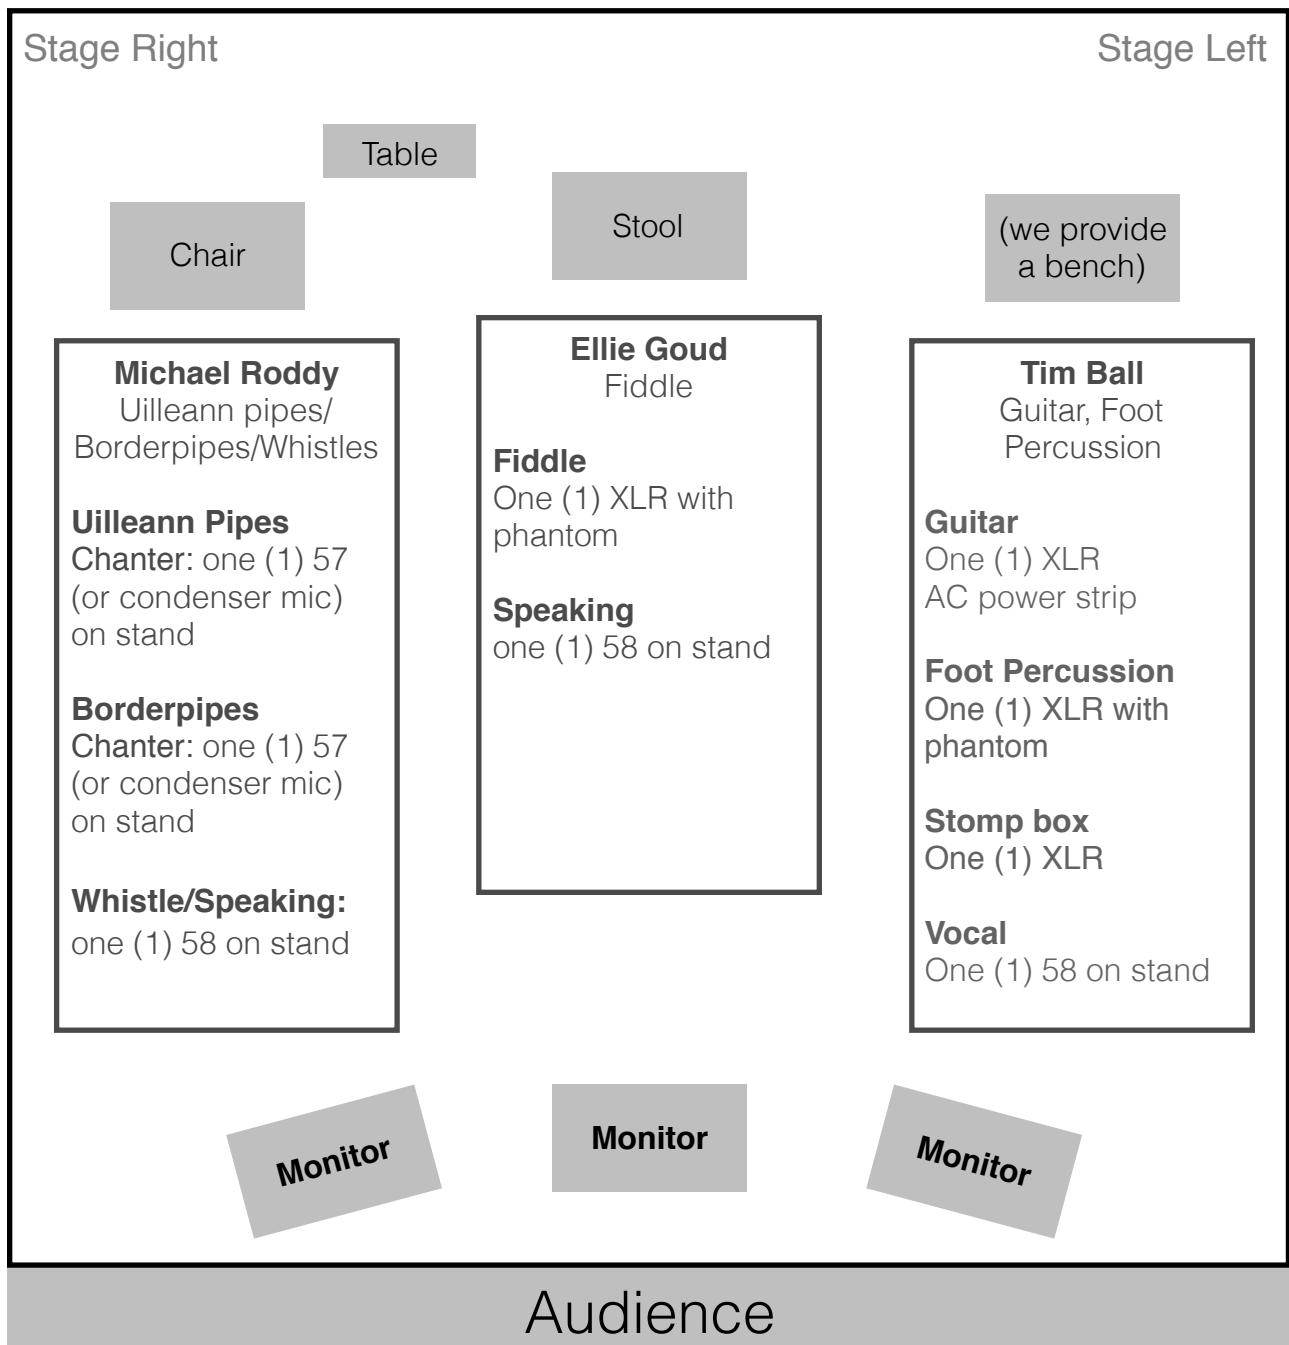 Stage Right
Stage Left
Table
Chair
Stool
(we provide
a bench)
Michael Roddy
Uilleann pipes/
Borderpipes/Whistles
Uilleann Pipes
Chanter: one (1) 57
(or condenser mic)
on stand
Borderpipes
Chanter: one (1) 57
(or condenser mic)
on stand
Whistle/Speaking:
one (1) 58 on stand
Ellie Goud
Fiddle
Fiddle
One (1) XLR with
phantom
Speaking
one (1) 58 on stand
Tim Ball
Guitar, Foot
Percussion
Guitar
One (1) XLR
AC power strip
Foot Percussion
One (1) XLR with
phantom
Stomp box
One (1) XLR
Vocal
One (1) 58 on stand
Monitor
Monitor
Monitor
Audience